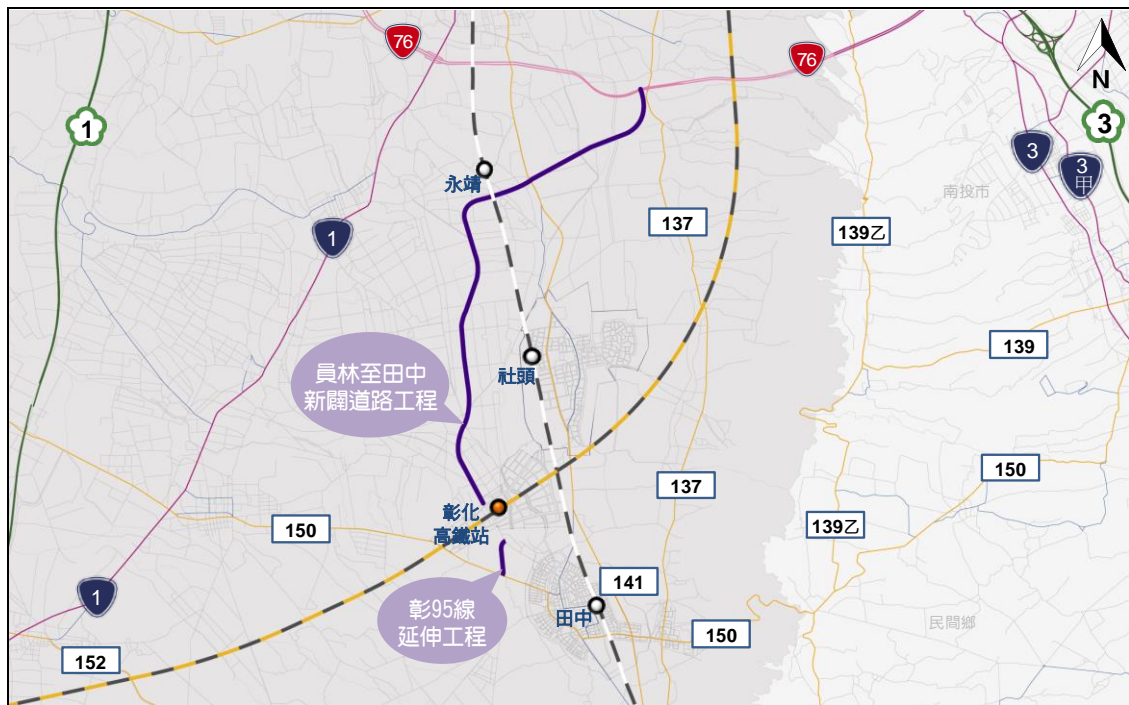 76
76
N
1
3
3
3
甲
永靖
南投市
1
137
139乙
139
社頭
員林至田中
新闢道路工程
150
137
彰化
高鐵站
150
139乙
1
141
彰95線
延伸工程
田中
150
民間鄉
152